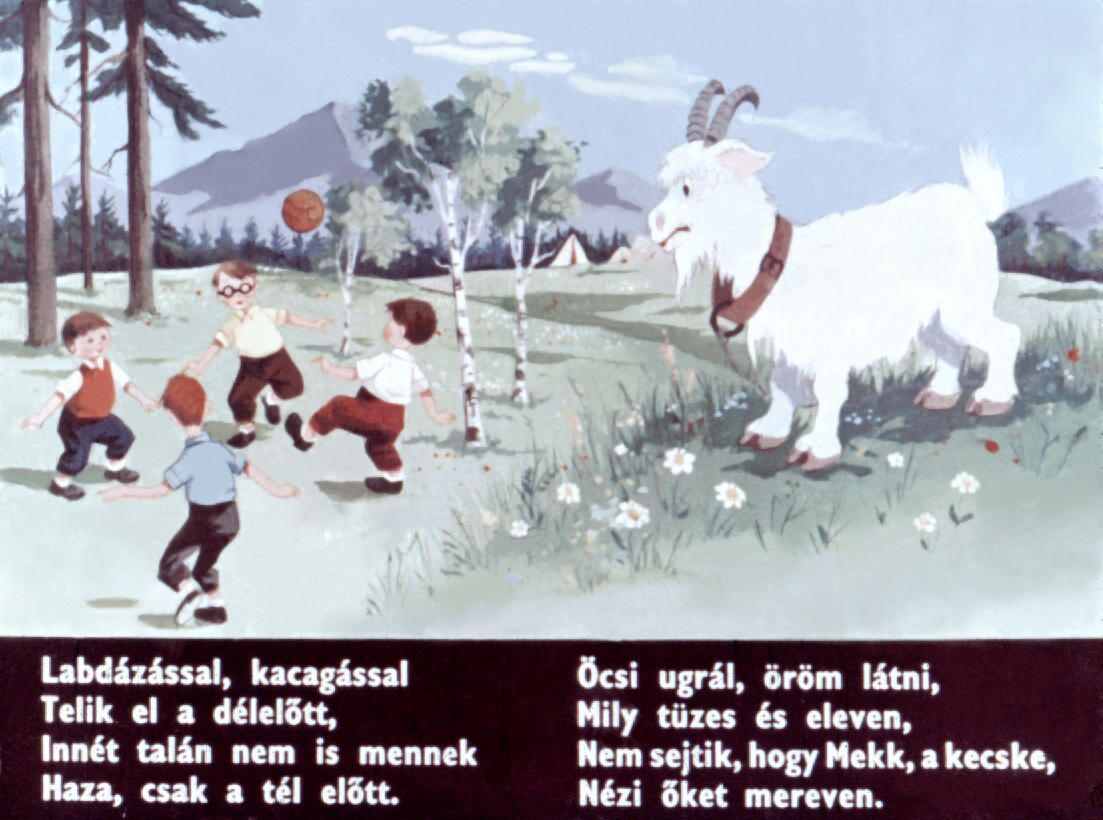 Labdázással, kacagással
Telik el a délelőtt,
Innét talán nem is mennek
Haza, csak a tél előtt.
Öcsi ugrál, öröm látni,
Mily tüzes és eleven,
Nem sejtik, hogy Mekk, a kecske,
Nézi őket mereven.